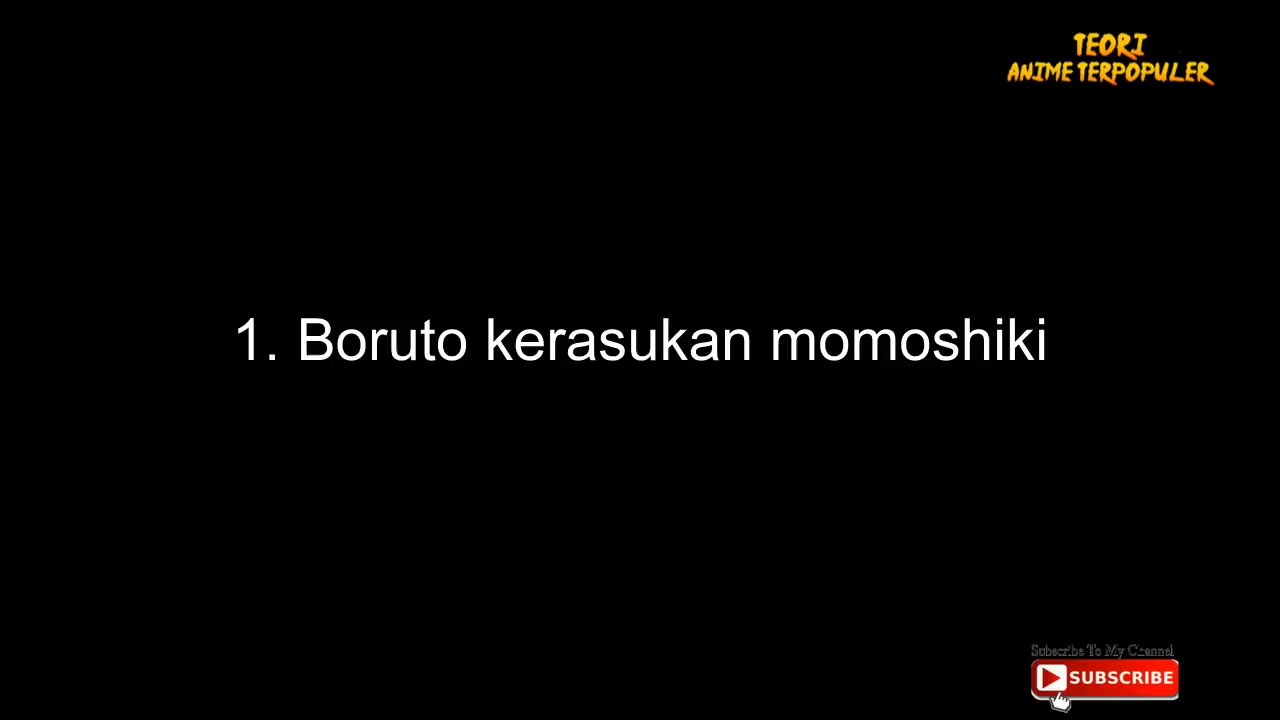 TEORI
ANIME TERPOPULER
1. Boruto kerasukan momoshiki
Subscribe To My Channel
SUBSCRIBE